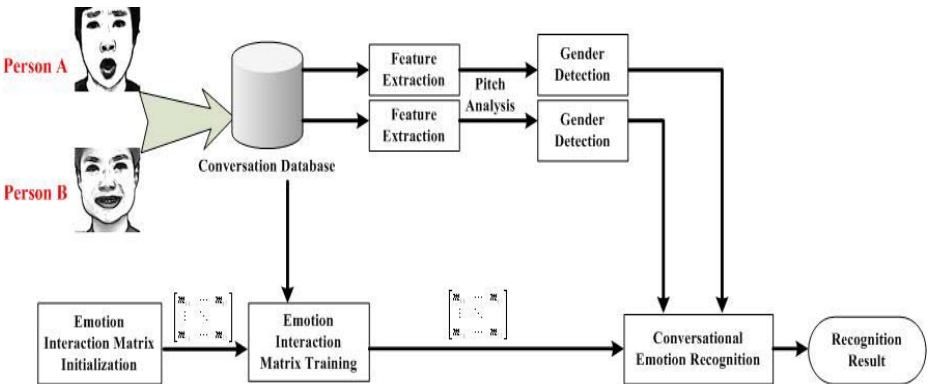 Person A
Feature
Extraction
Gender
Detection
Pitch
Analysis
Feature
Extraction
Gender
Detection
Conversation Database
Person B
Emotion
Interaction Matrix
Initialization
Emotion
Interaction
Matrix Training
Conversational
Emotion Recognition
Recognition
Result